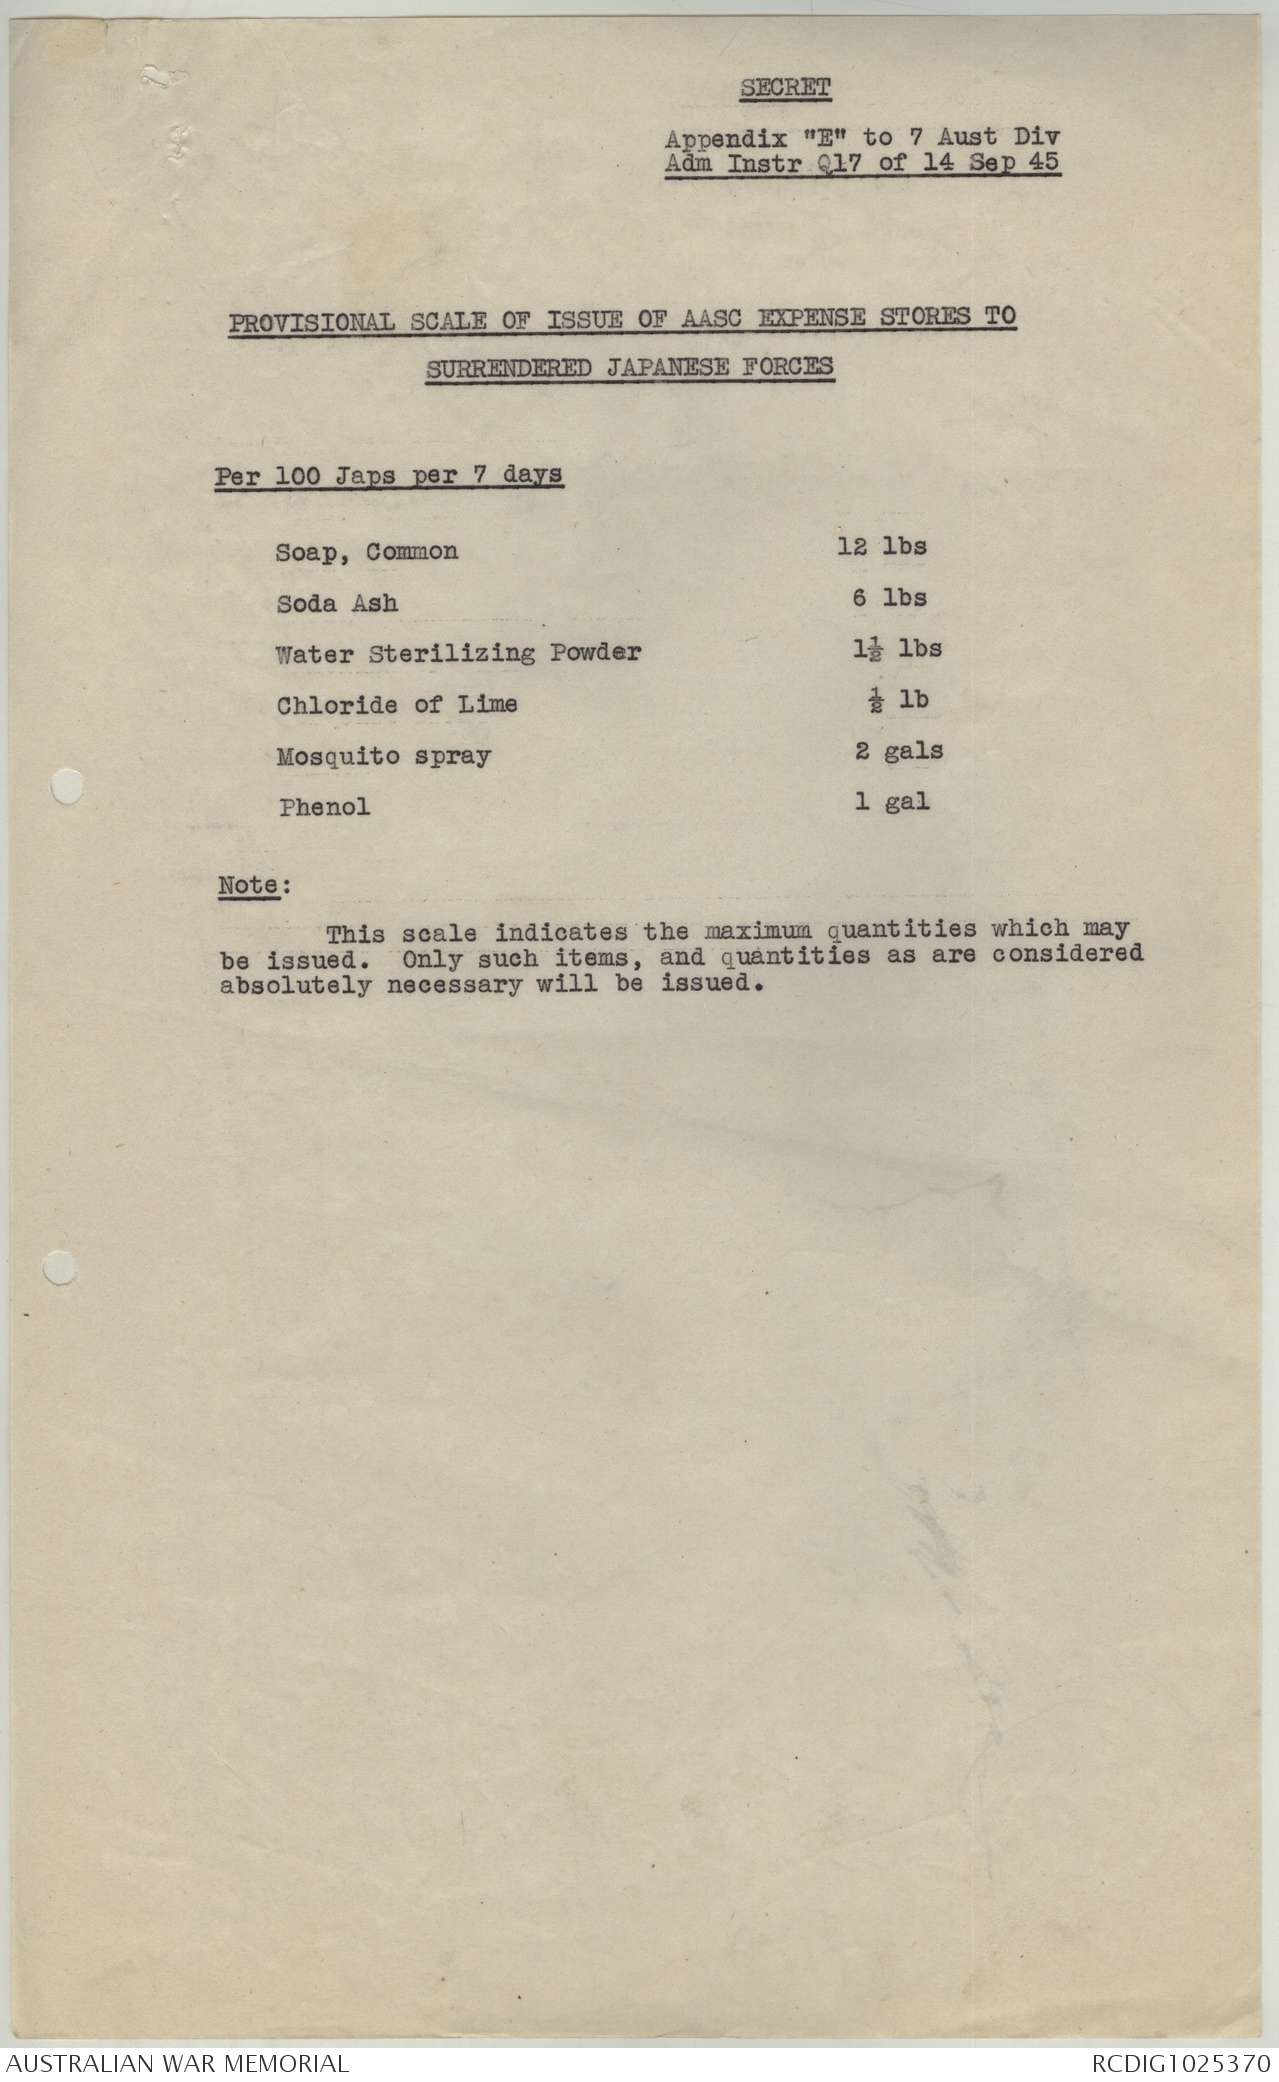 SECRET
Appendix "E" to 7 Aust Div
Adm Instr Q17 of 14 Sep 45
PROVISIONAL SCALE OF ISSUE OF AASC EXPENSE STORES TO
SURRENDERED JAPANESE FORCES
Per 100 Japs per 7 days
Soap, Common 12 lbs
Soda Ash 6 lbs
Water Sterilizing Powder 1½ lbs
Chloride of Lime ½ lb
Mosquito spray 2 gals
Phenol 1 gal
Note:
This scale indicates the maximum quantities which may
be issued. Only such items, and quantities as are considered
absolutely necessary will be issued.
AUSTRALIAN WAR MEMORIAL RCDIG1025370